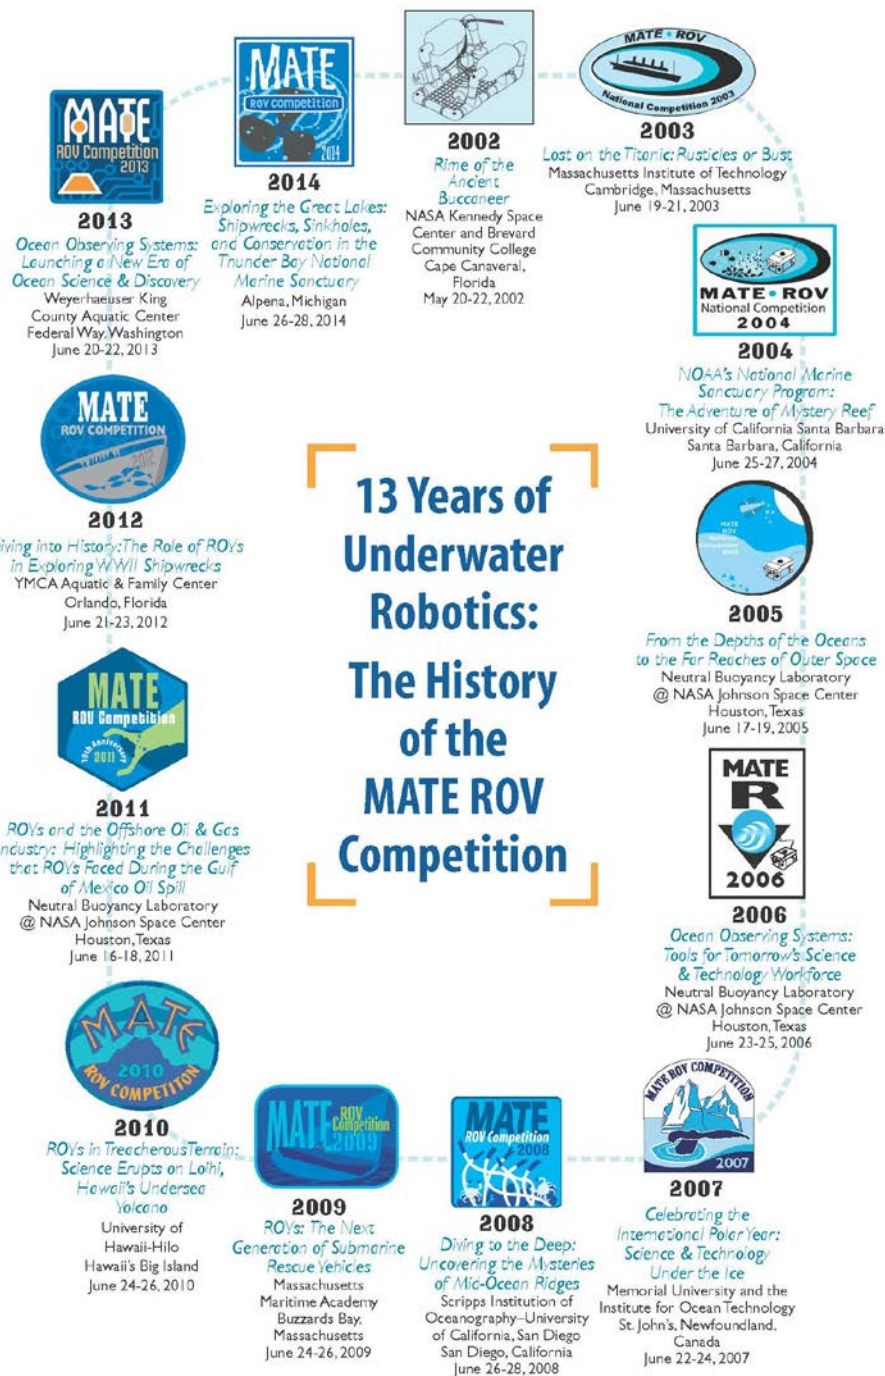 MATE
ROV Competition
2013
2013
Ocean Observing Systems:
Launching a New Era of
Ocean Science & Discovery
Weyerhaeuser King
County Aquatic Center
Federal Way, Washington
June 20-22, 2013
MATE
ROV COMPETITION
2014
2014
Exploring the Great Lakes:
Shipwrecks, Sinkholes,
and Conservation in the
Thunder Bay National
Marine Sanctuary
Alpena, Michigan
June 26-28, 2014
2002
Rime of the
Ancient
Buccaneer
NASA Kennedy Space
Center and Brevard
Community College
Cape Canaveral,
Florida
May 20-22, 2002
MATE • ROV
National Competition 2003
2003
Lost on the Titanic: Rusticles or Bust
Massachusetts Institute of Technology
Cambridge, Massachusetts
June 19-21, 2003
MATE • ROV
National Competition
2004
2004
NOAA's National Marine
Sanctuary Program:
The Adventure of Mystery Reef
University of California Santa Barbara
Santa Barbara, California
June 25-27, 2004
MATE
ROV COMPETITION
2012
2012
iving into History: The Role of ROVs
in Exploring WWII Shipwrecks
YMCA Aquatic & Family Center
Orlando, Florida
June 21-23, 2012
13 Years of
Underwater
Robotics:
The History
of the
MATE ROV
Competition
MATE
ROV
National
Competition
2005
2005
From the Depths of the Oceans
to the Far Reaches of Outer Space
Neutral Buoyancy Laboratory
@ NASA Johnson Space Center
Houston, Texas
June 17-19, 2005
MATE
ROV Competition
10th Anniversary
2011
2011
ROVs and the Offshore Oil & Gas
ndustry: Highlighting the Challenges
that ROVs Faced During the Gulf
of Mexico Oil Spill
Neutral Buoyancy Laboratory
@ NASA Johnson Space Center
Houston, Texas
June 16-18, 2011
MATE
R
2006
2006
Ocean Observing Systems:
Tools for Tomorrow's Science
& Technology Workforce
Neutral Buoyancy Laboratory
@ NASA Johnson Space Center
Houston, Texas
June 23-25, 2006
MATE
2010
ROV COMPETITON
2010
ROVs in Treacherous Terrain:
Science Erupts on Loihi,
Hawaii's Undersea
Volcano
University of
Hawaii-Hilo
Hawaii's Big Island
June 24-26, 2010
MATE ROV
Competition
2009
2009
ROVs: The Next
Generation of Submarine
Rescue Vehicles
Massachusetts
Maritime Academy
Buzzards Bay,
Massachusetts
June 24-26, 2009
MATE
ROV Competition
2008
2008
Diving to the Deep:
Uncovering the Mysteries
of Mid-Ocean Ridges
Scripps Institution of
Oceanography–University
of California, San Diego
San Diego, California
June 26-28, 2008
MATE ROV COMPETITION
2007
2007
Celebrating the
International Polar Year:
Science & Technology
Under the Ice
Memorial University and the
Institute for Ocean Technology
St. John's, Newfoundland,
Canada
June 22-24, 2007